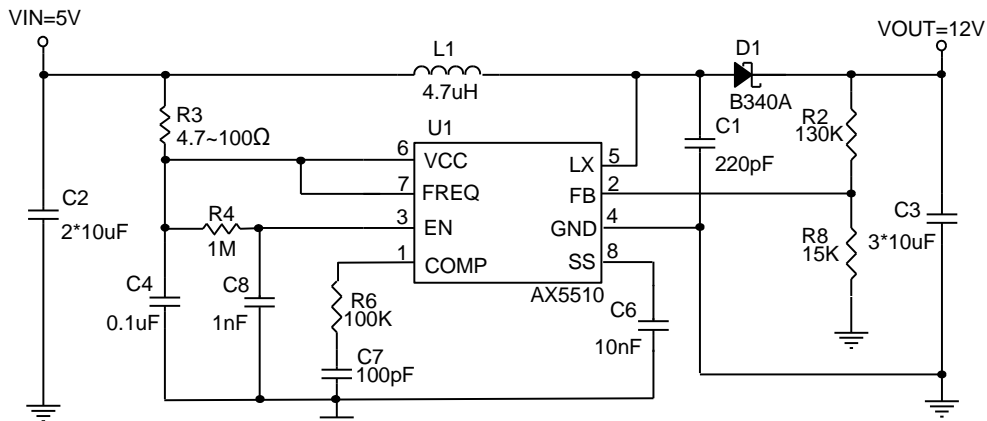 VIN=5V
VOUT=12V
L1
4.7uH
D1
B340A
R3
4.7~100Ω
U1
C1
220pF
R2
130K
6
VCC
LX
5
7
FREQ
FB
2
C2
2*10uF
R4
1M
3
EN
GND
4
C3
3*10uF
R8
15K
1
COMP
SS
8
AX5510
C4
0.1uF
C8
1nF
R6
100K
C6
10nF
C7
100pF